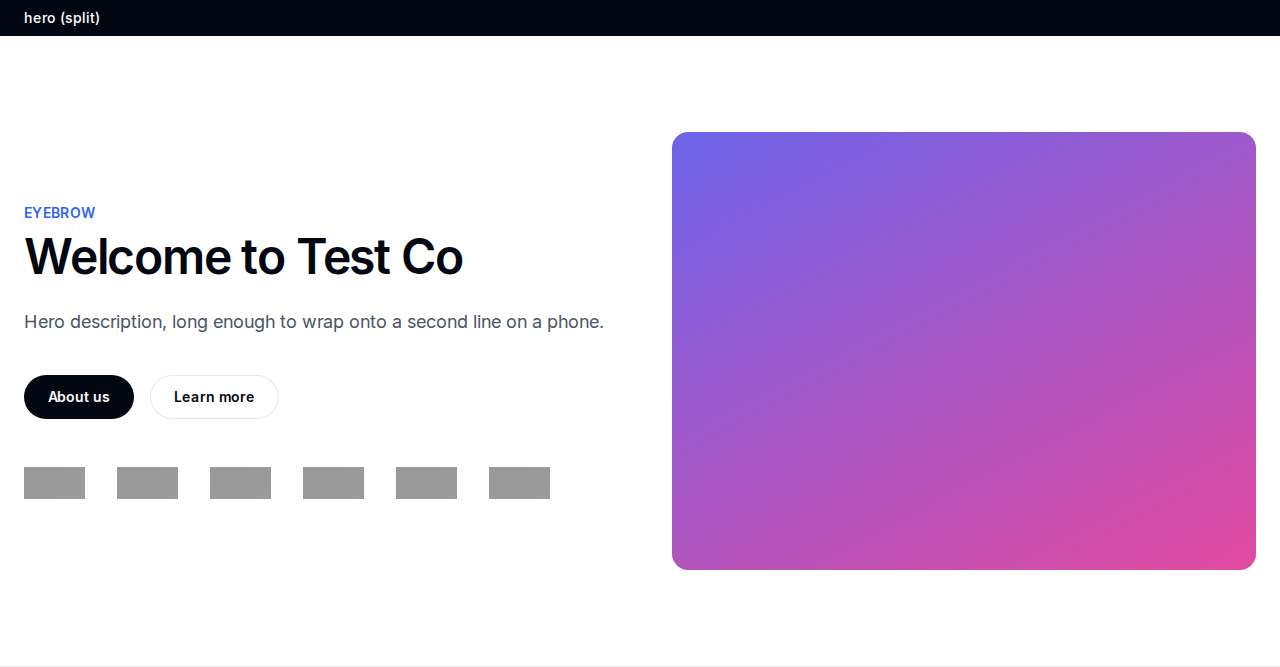 hero (split)
EYEBROW
Welcome to Test Co
Hero description, long enough to wrap onto a second line on a phone.
About us
Learn more